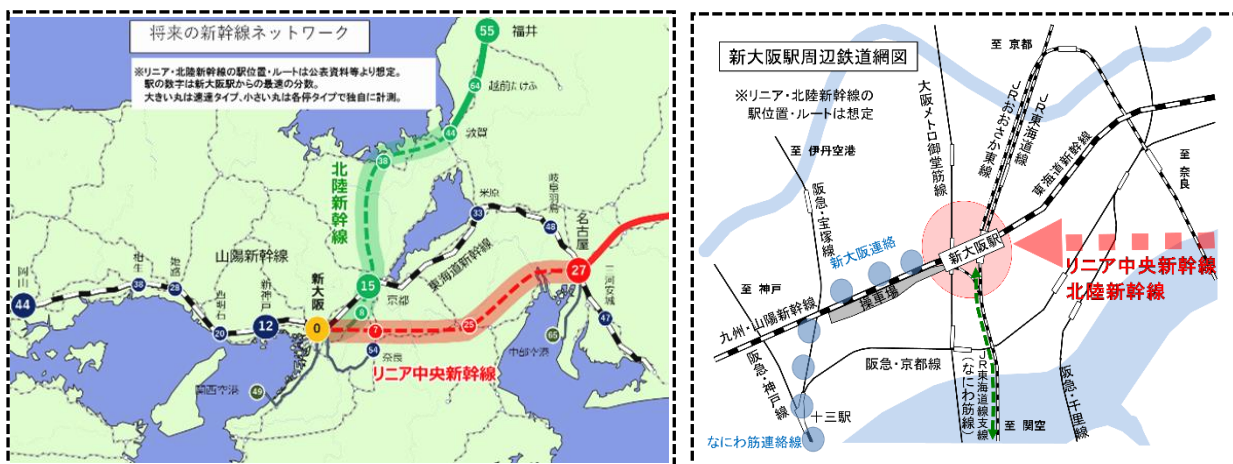 将来の新幹線ネットワーク
※リニア・北陸新幹線の駅位置・ルートは公表資料等より想定。
駅の数字は新大阪駅からの最速の分数。
大きい丸は速達タイプ、小さい丸は各停タイプで独自に計測。
55
福井
64
越前たけふ
44
敦賀
38
北陸新幹線
米原
岐阜羽島
名古屋
33
48
27
山陽新幹線
東海道新幹線
岡山
44
相生
38
姫路
28
西明石
20
新神戸
12
新大阪
0
15
京都
8
7
25
54
奈良
リニア中央新幹線
三河安城
47
65
中部空港
関西空港
49
新大阪駅周辺鉄道網図
※リニア・北陸新幹線の
駅位置・ルートは想定
至 京都
大阪メトロ御堂筋線
JRおおさか東線
JR東海道線
東海道新幹線
至 奈良
至 伊丹空港
阪急・宝塚線
新大阪連絡
新大阪駅
リニア中央新幹線
北陸新幹線
操車場
至 神戸
九州・山陽新幹線
阪急・神戸線
阪急・京都線
JR東海道線支線
(なにわ筋線)
阪急・千里線
十三駅
至 関空
なにわ筋連絡線